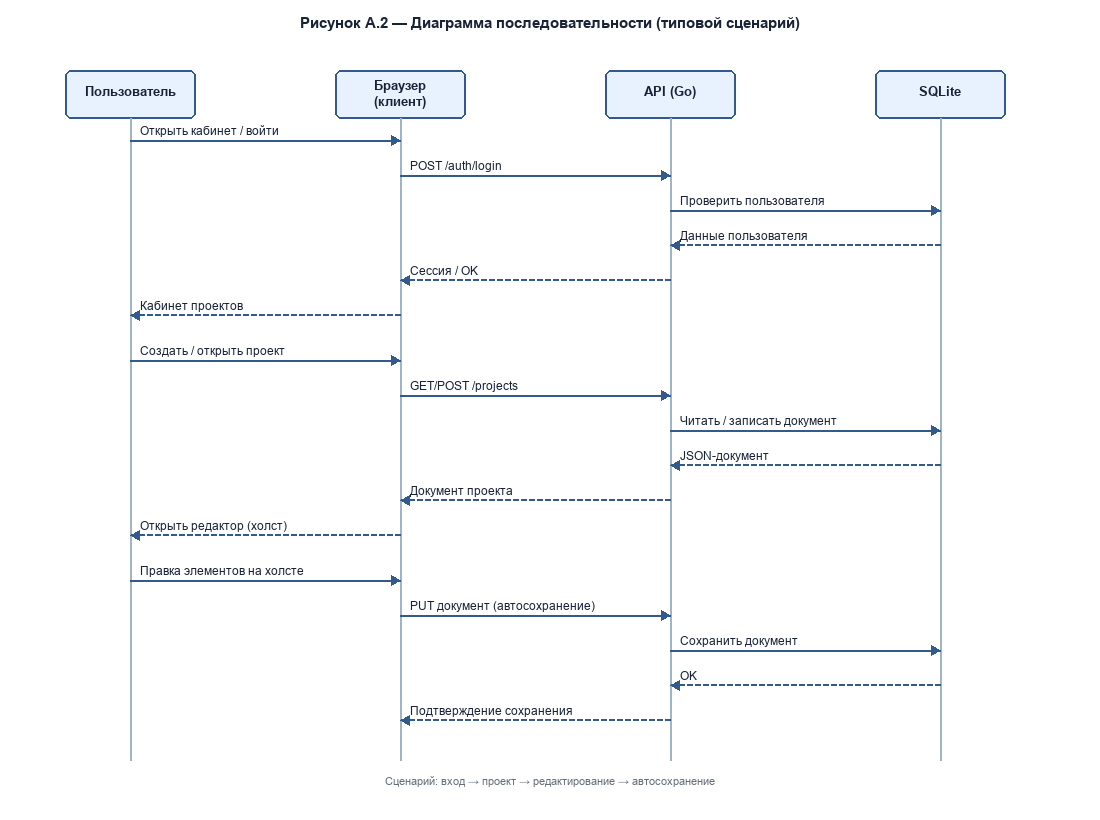 Рисунок А.2 — Диаграмма последовательности (типовой сценарий)
Пользователь
Браузер
(клиент)
API (Go)
SQLite
Открыть кабинет / войти
POST /auth/login
Проверить пользователя
Данные пользователя
Сессия / OK
Кабинет проектов
Создать / открыть проект
GET/POST /projects
Читать / записать документ
JSON-документ
Документ проекта
Открыть редактор (холст)
Правка элементов на холсте
PUT документ (автосохранение)
Сохранить документ
OK
Подтверждение сохранения
Сценарий: вход → проект → редактирование → автосохранение